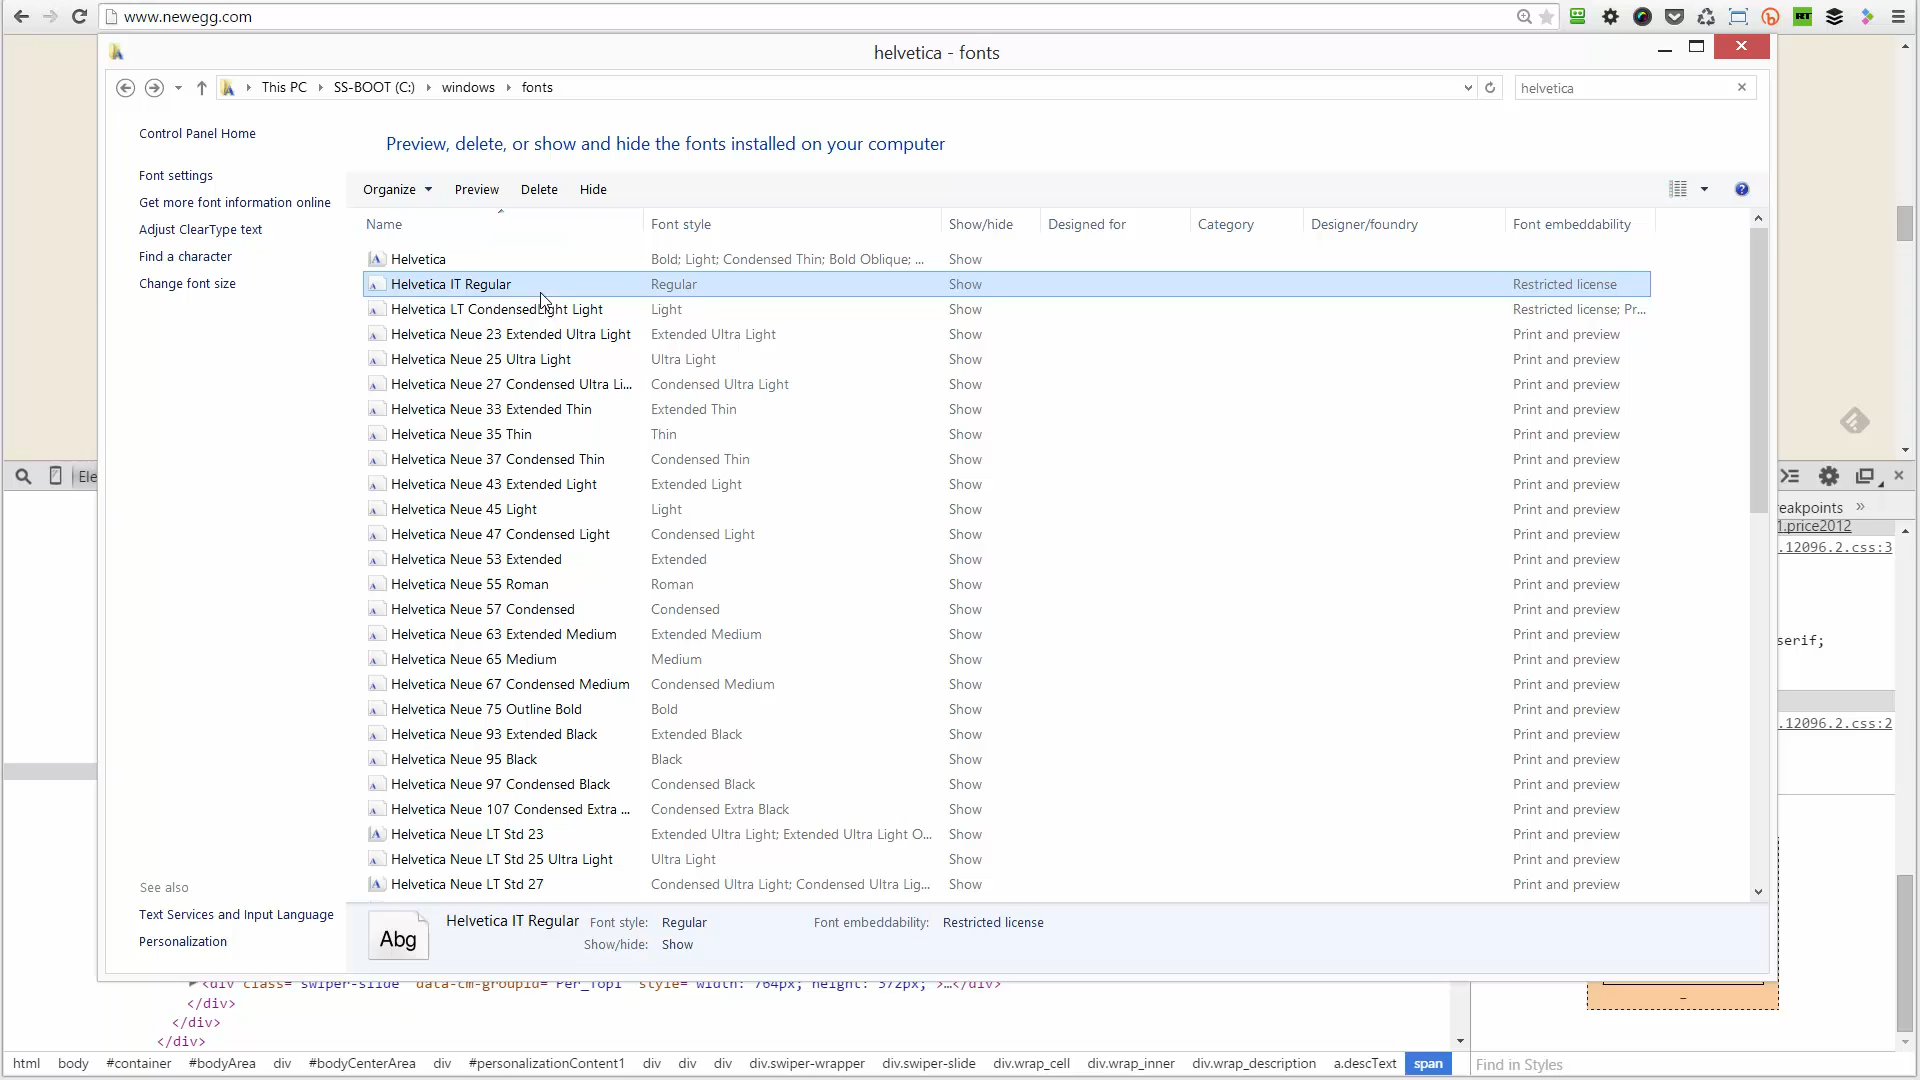 www.newegg.com
helvetica - fonts
This PC SS-BOOT (C:) windows fonts
helvetica
Control Panel Home
Font settings
Get more font information online
Adjust ClearType text
Find a character
Change font size
Preview, delete, or show and hide the fonts installed on your computer
Organize Preview Delete Hide
Name Font style Show/hide Designed for Category Designer/foundry Font embeddability
Helvetica Bold; Light; Condensed Thin; Bold Oblique; ... Show
Helvetica IT Regular Regular Show Restricted license
Helvetica LT Condensedlight Light Light Show Restricted license; Pr...
Helvetica Neue 23 Extended Ultra Light Extended Ultra Light Show Print and preview
Helvetica Neue 25 Ultra Light Ultra Light Show Print and preview
Helvetica Neue 27 Condensed Ultra Li... Condensed Ultra Light Show Print and preview
Helvetica Neue 33 Extended Thin Extended Thin Show Print and preview
Helvetica Neue 35 Thin Thin Show Print and preview
Helvetica Neue 37 Condensed Thin Condensed Thin Show Print and preview
Helvetica Neue 43 Extended Light Extended Light Show Print and preview
Helvetica Neue 45 Light Light Show Print and preview
Helvetica Neue 47 Condensed Light Condensed Light Show Print and preview
Helvetica Neue 53 Extended Extended Show Print and preview
Helvetica Neue 55 Roman Roman Show Print and preview
Helvetica Neue 57 Condensed Condensed Show Print and preview
Helvetica Neue 63 Extended Medium Extended Medium Show Print and preview
Helvetica Neue 65 Medium Medium Show Print and preview
Helvetica Neue 67 Condensed Medium Condensed Medium Show Print and preview
Helvetica Neue 75 Outline Bold Bold Show Print and preview
Helvetica Neue 93 Extended Black Extended Black Show Print and preview
Helvetica Neue 95 Black Black Show Print and preview
Helvetica Neue 97 Condensed Black Condensed Black Show Print and preview
Helvetica Neue 107 Condensed Extra ... Condensed Extra Black Show Print and preview
Helvetica Neue LT Std 23 Extended Ultra Light; Extended Ultra Light O... Show Print and preview
Helvetica Neue LT Std 25 Ultra Light Ultra Light Show Print and preview
Helvetica Neue LT Std 27 Condensed Ultra Light; Condensed Ultra Lig... Show Print and preview
See also
Text Services and Input Language
Personalization
Abg
Helvetica IT Regular Font style: Regular Font embeddability: Restricted license
Show/hide: Show
Ele
eakpoints »
1.price2012
.12096.2.css:3
serif;
.12096.2.css:2
–
<div class="swiper-slide" data-cm-groupid="Per_Top1" style="width: 764px; height: 372px;">…</div>
</div>
</div>
</div>
html body #container #bodyArea div #bodyCenterArea div #personalizationContent1 div div div div.swiper-wrapper div.swiper-slide div.wrap_cell div.wrap_inner div.wrap_description a.descText span
Find in Styles